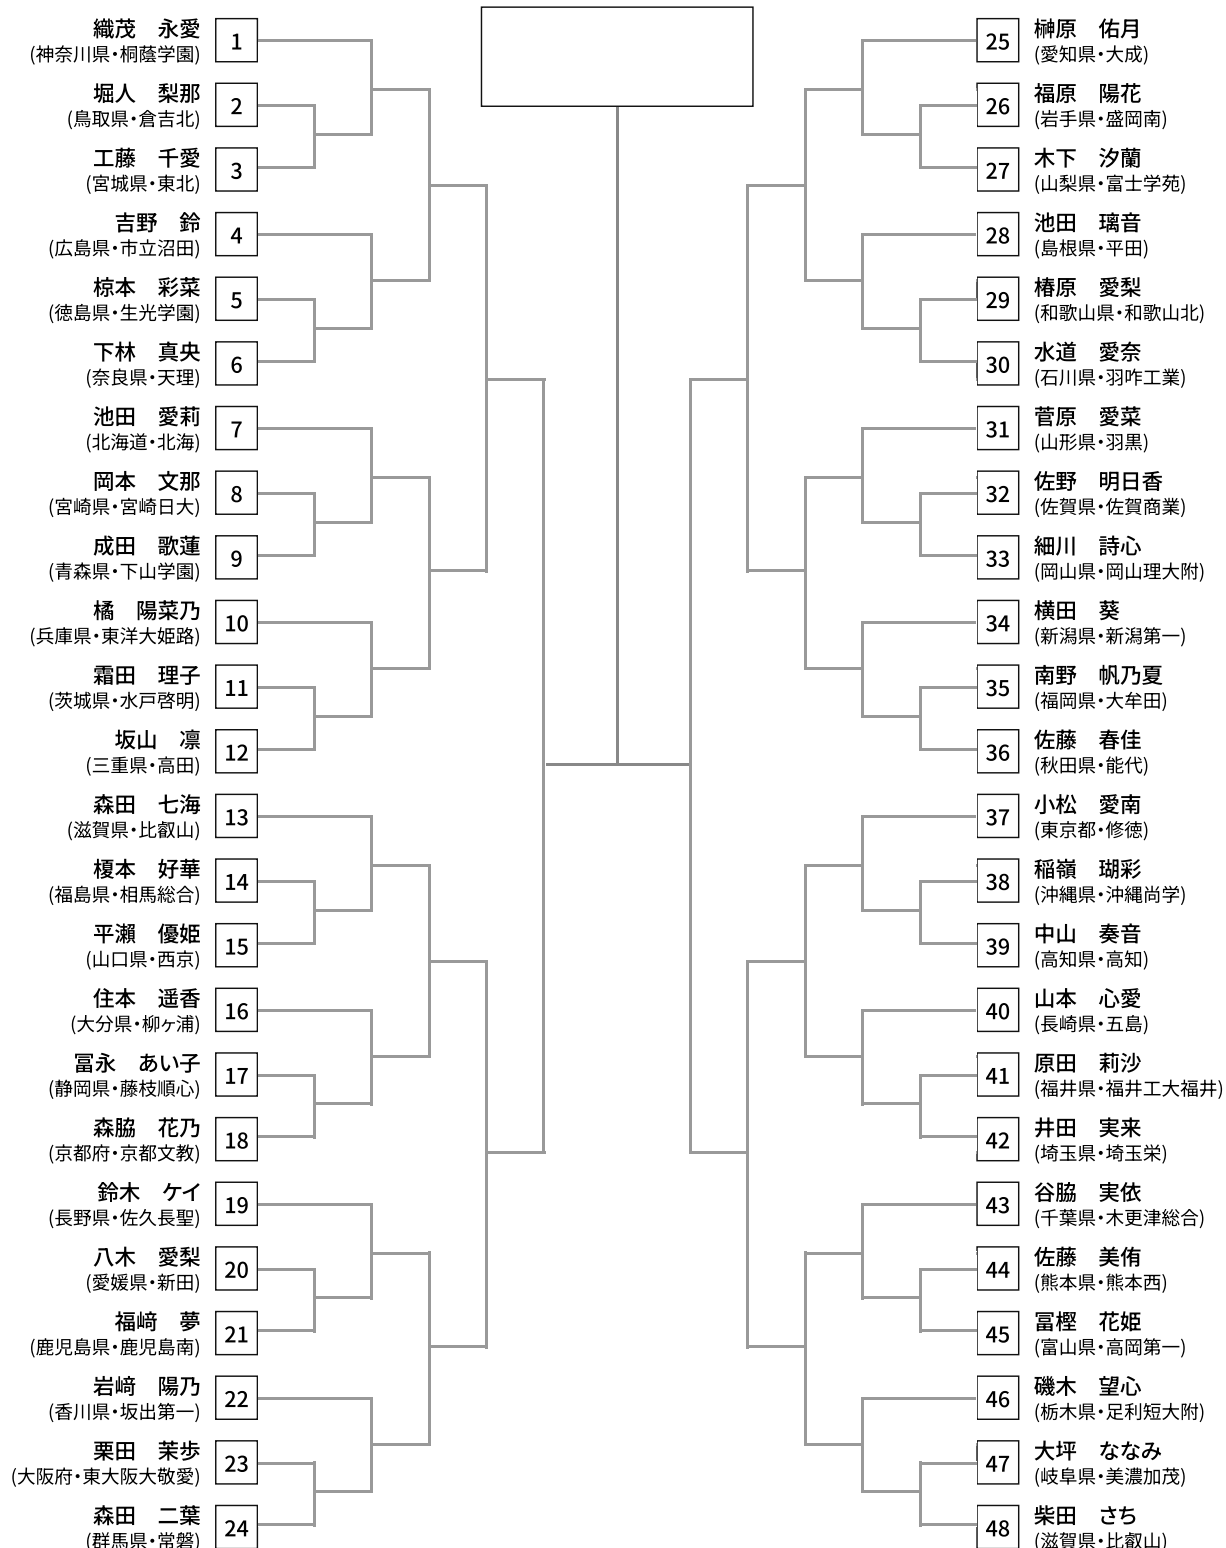 織茂　永愛
1
(神奈川県・桐蔭学園)
堀人　梨那
2
(鳥取県・倉吉北)
工藤　千愛
3
(宮城県・東北)
吉野　鈴
4
(広島県・市立沼田)
椋本　彩菜
5
(徳島県・生光学園)
下林　真央
6
(奈良県・天理)
池田　愛莉
7
(北海道・北海)
岡本　文那
8
(宮崎県・宮崎日大)
成田　歌蓮
9
(青森県・下山学園)
橘　陽菜乃
10
(兵庫県・東洋大姫路)
霜田　理子
11
(茨城県・水戸啓明)
坂山　凛
12
(三重県・高田)
森田　七海
13
(滋賀県・比叡山)
榎本　好華
14
(福島県・相馬総合)
平瀬　優姫
15
(山口県・西京)
住本　遥香
16
(大分県・柳ヶ浦)
冨永　あい子
17
(静岡県・藤枝順心)
森脇　花乃
18
(京都府・京都文教)
鈴木　ケイ
19
(長野県・佐久長聖)
八木　愛梨
20
(愛媛県・新田)
福﨑　夢
21
(鹿児島県・鹿児島南)
岩﨑　陽乃
22
(香川県・坂出第一)
栗田　茉歩
23
(大阪府・東大阪大敬愛)
森田　二葉
24
(群馬県・常磐)
25
榊原　佑月
(愛知県・大成)
26
福原　陽花
(岩手県・盛岡南)
27
木下　汐蘭
(山梨県・富士学苑)
28
池田　璃音
(島根県・平田)
29
椿原　愛梨
(和歌山県・和歌山北)
30
水道　愛奈
(石川県・羽咋工業)
31
菅原　愛菜
(山形県・羽黒)
32
佐野　明日香
(佐賀県・佐賀商業)
33
細川　詩心
(岡山県・岡山理大附)
34
横田　葵
(新潟県・新潟第一)
35
南野　帆乃夏
(福岡県・大牟田)
36
佐藤　春佳
(秋田県・能代)
37
小松　愛南
(東京都・修徳)
38
稲嶺　瑚彩
(沖縄県・沖縄尚学)
39
中山　奏音
(高知県・高知)
40
山本　心愛
(長崎県・五島)
41
原田　莉沙
(福井県・福井工大福井)
42
井田　実来
(埼玉県・埼玉栄)
43
谷脇　実依
(千葉県・木更津総合)
44
佐藤　美侑
(熊本県・熊本西)
45
冨樫　花姫
(富山県・高岡第一)
46
磯木　望心
(栃木県・足利短大附)
47
大坪　ななみ
(岐阜県・美濃加茂)
48
柴田　さち
(滋賀県・比叡山)